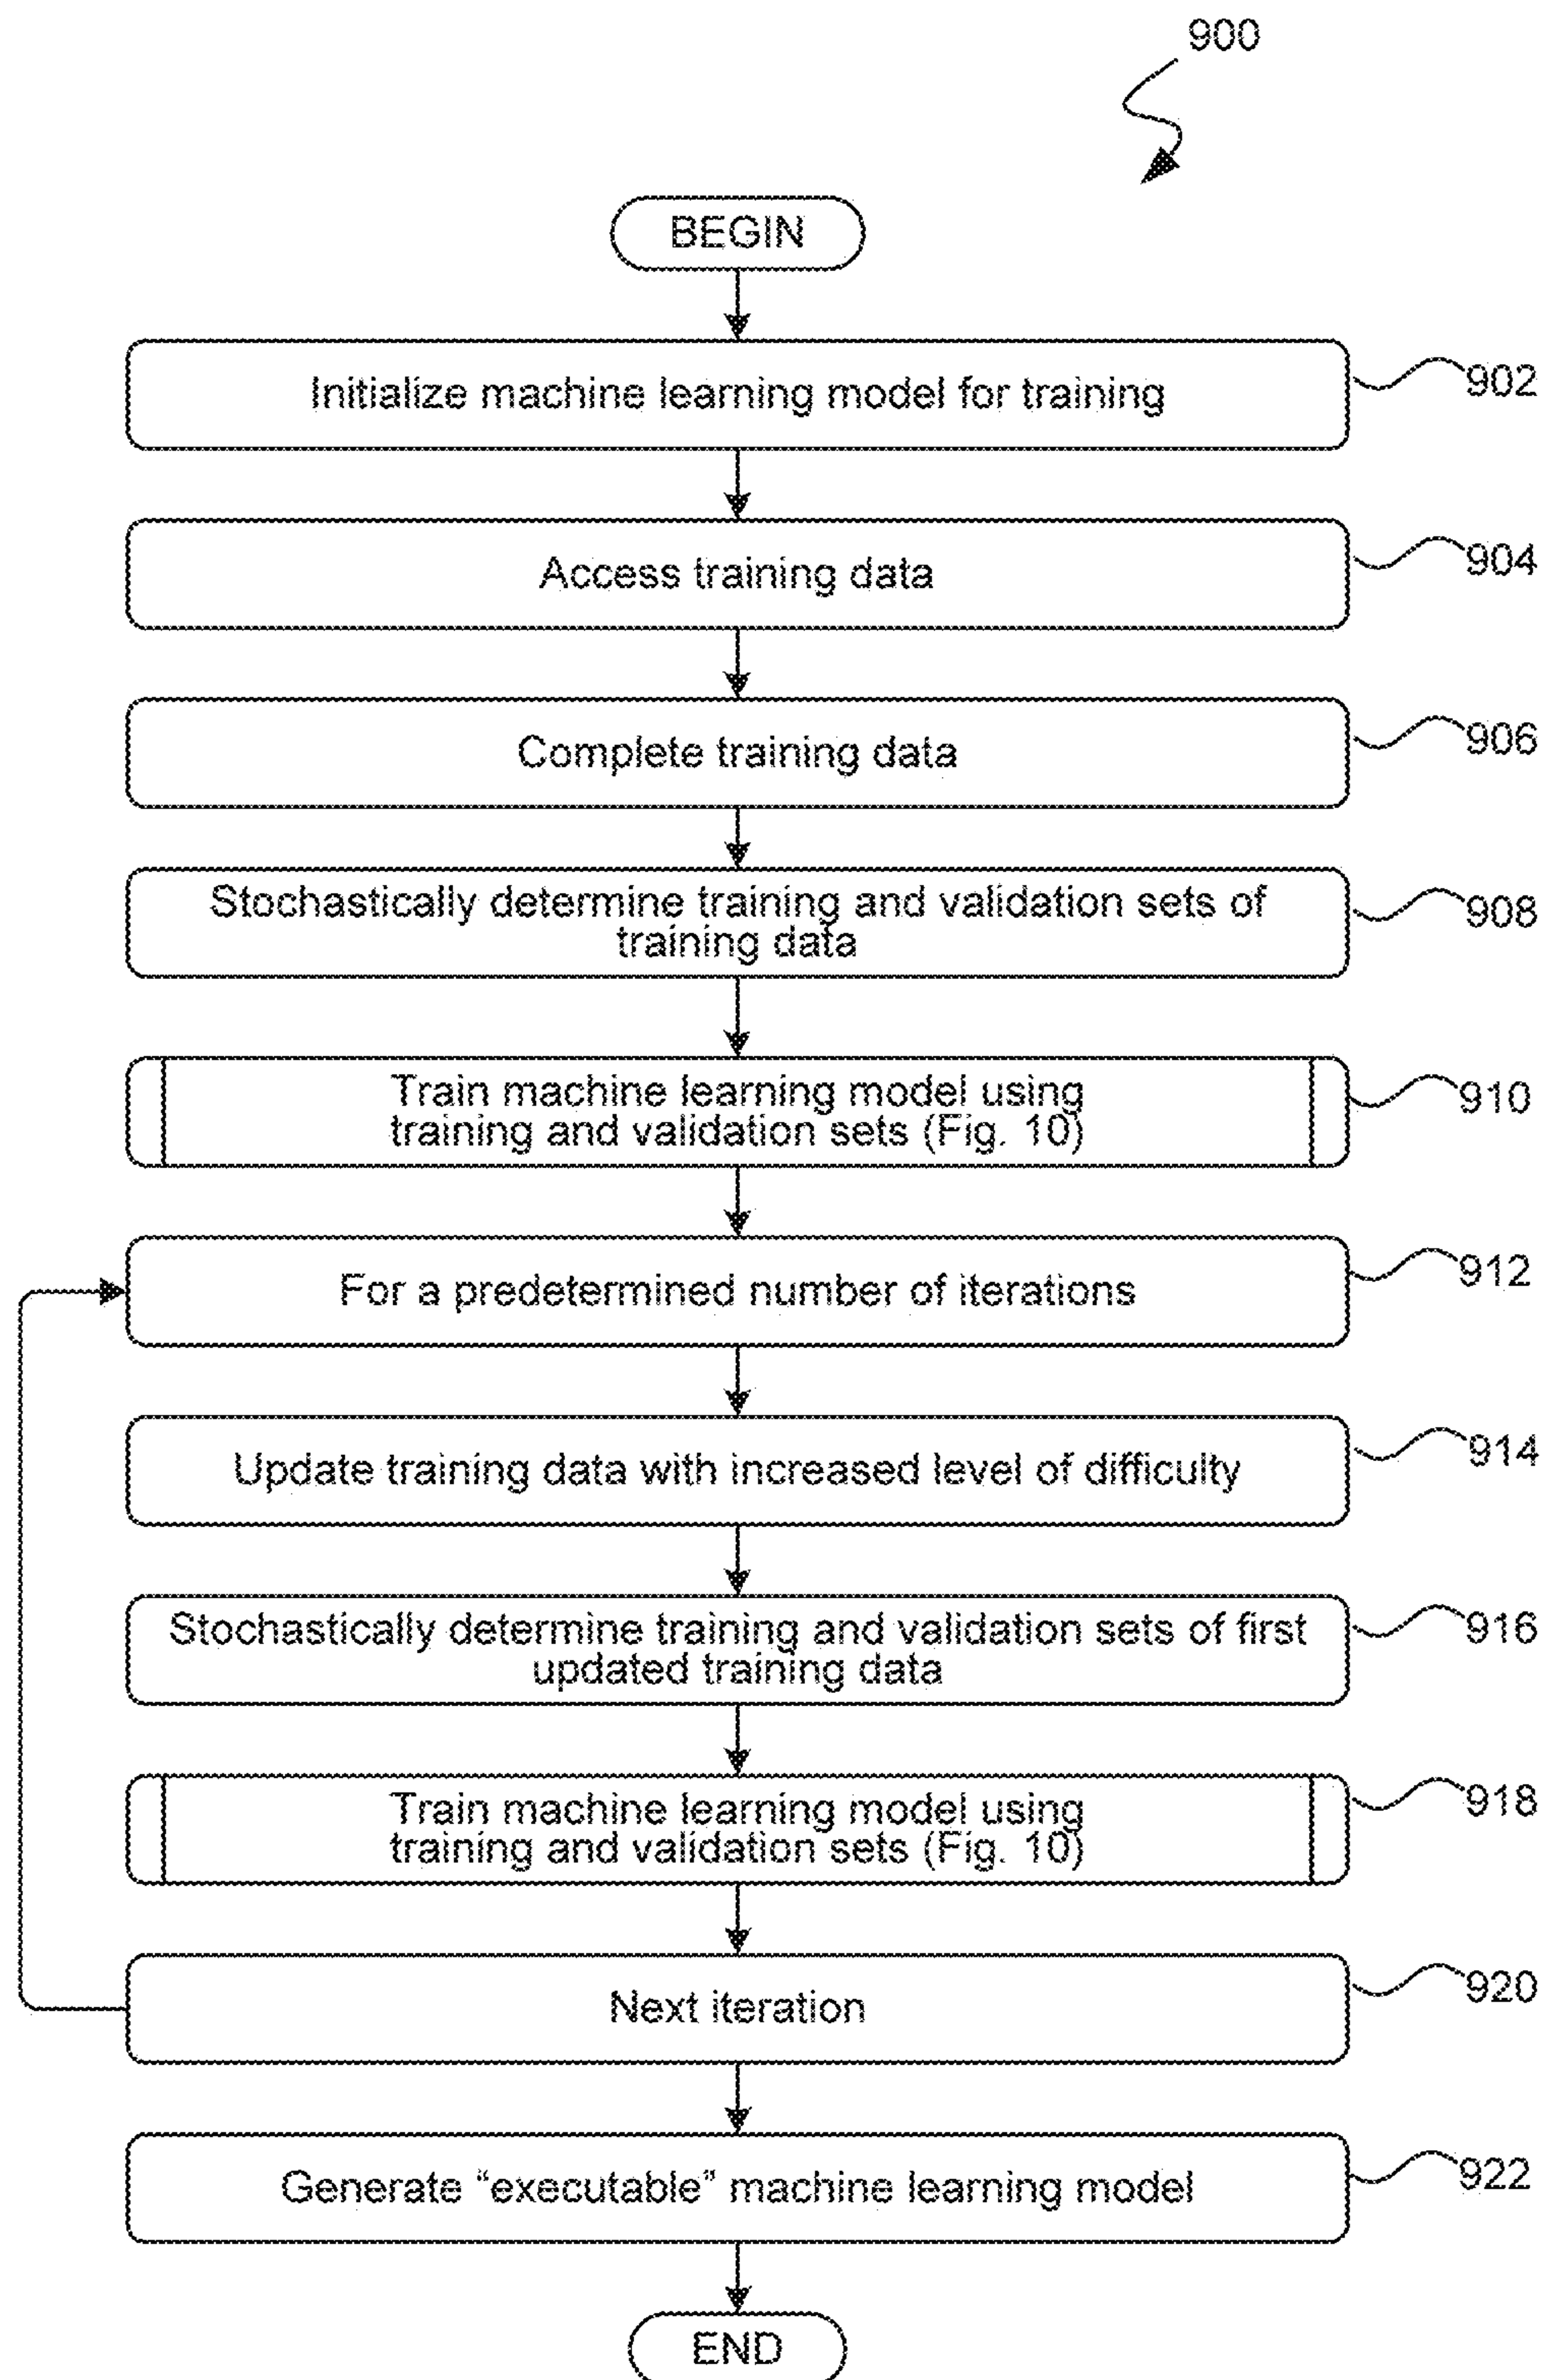 900
BEGIN
Initialize machine learning model for training
902
Access training data
904
Complete training data
906
Stochastically determine training and validation sets of
training data
908
Train machine learning model using
training and validation sets (Fig. 10)
910
For a predetermined number of iterations
912
Update training data with increased level of difficulty
914
Stochastically determine training and validation sets of first
updated training data
916
Train machine learning model using
training and validation sets (Fig. 10)
918
Next iteration
920
Generate “executable” machine learning model
922
END